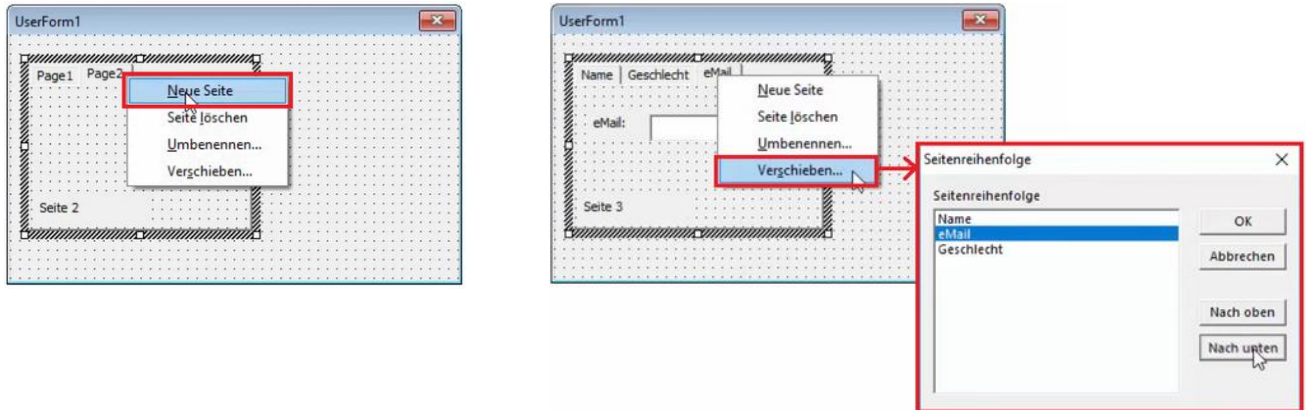 UserForm1
Page1 Page2
Neue Seite
Seite löschen
Umbenennen...
Verschieben...
Seite 2
UserForm1
Name Geschlecht eMail
Neue Seite
Seite löschen
Umbenennen...
Verschieben...
eMail:
Seite 3
Seitenreihenfolge
Seitenreihenfolge
Name
eMail
Geschlecht
OK
Abbrechen
Nach oben
Nach unten